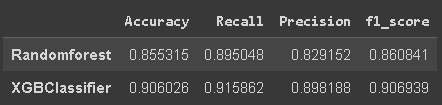 Accuracy Recall Precision f1_score
Randomforest 0.855315 0.895048 0.829152 0.860841
XGBClassifier 0.906026 0.915862 0.898188 0.906939